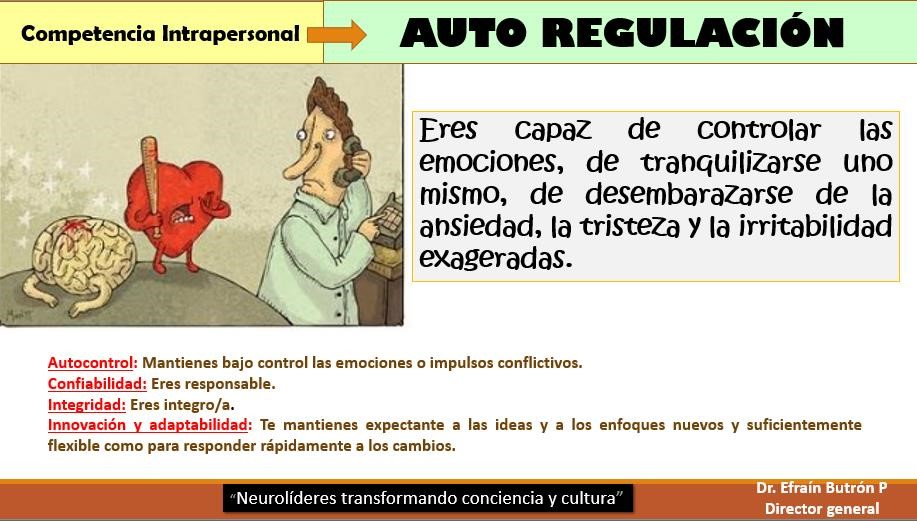 Competencia Intrapersonal
AUTO REGULACIÓN
Eres capaz de controlar las
emociones, de tranquilizarse uno
mismo, de desembarazarse de la
ansiedad, la tristeza y la irritabilidad
exageradas.
Autocontrol: Mantienes bajo control las emociones o impulsos conflictivos.
Confiabilidad: Eres responsable.
Integridad: Eres integro/a.
Innovación y adaptabilidad: Te mantienes expectante a las ideas y a los enfoques nuevos y suficientemente
flexible como para responder rápidamente a los cambios.
“Neurolíderes transformando conciencia y cultura”
Dr. Efraín Butrón P
Director general